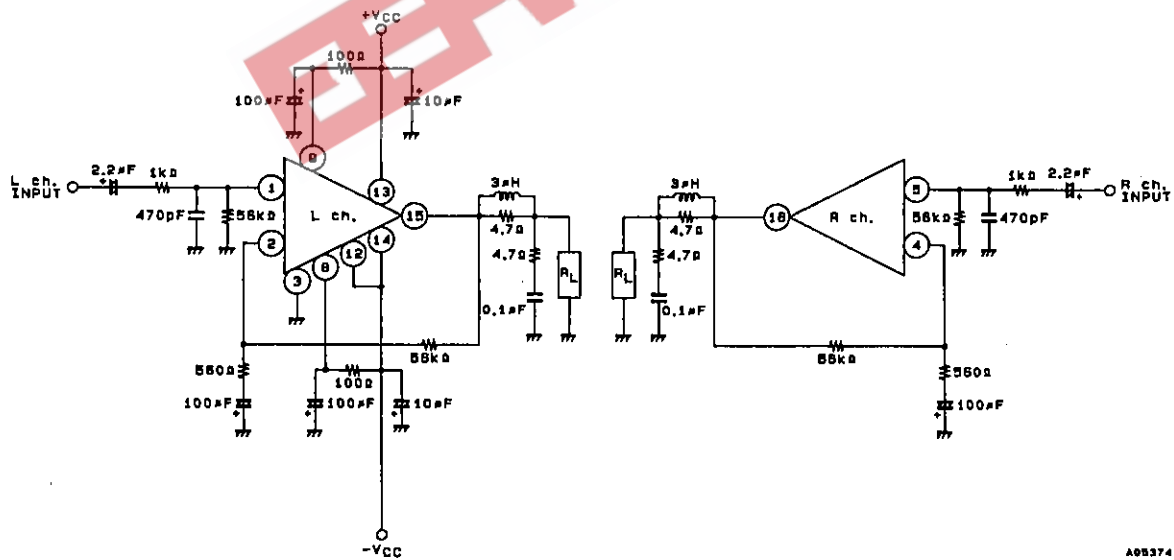 +VCC
100Ω
100µF
+
+
10µF
9
L ch.
INPUT
2.2µF
+
1kΩ
470pF
56kΩ
1
2
3
8
12
14
13
15
L ch.
3µH
4.7Ω
4.7Ω
0.1µF
RL
56kΩ
560Ω
100µF
+
+
100µF
100Ω
+
10µF
-VCC
RL
3µH
4.7Ω
4.7Ω
0.1µF
16
R ch.
5
4
56kΩ
470pF
1kΩ
2.2µF
+
R ch.
INPUT
56kΩ
560Ω
100µF
+
A05374